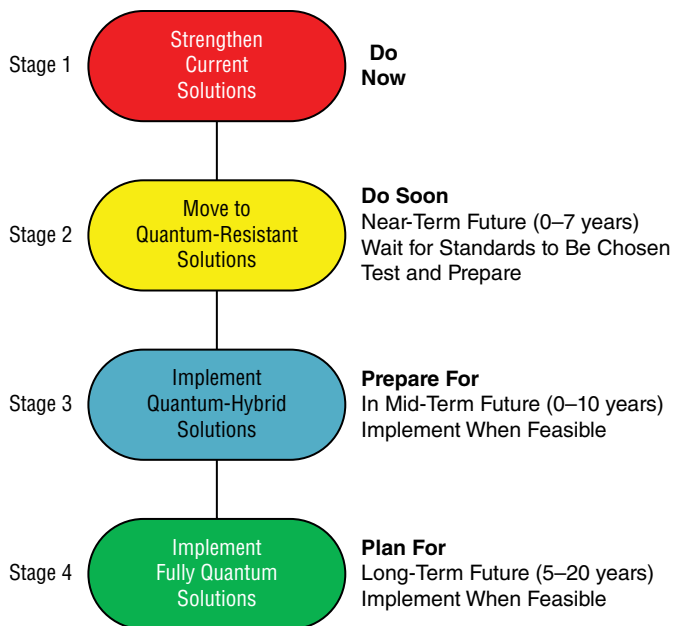 Stage 1
Strengthen
Current
Solutions
Do
Now
Stage 2
Move to
Quantum-Resistant
Solutions
Do Soon
Near-Term Future (0–7 years)
Wait for Standards to Be Chosen
Test and Prepare
Stage 3
Implement
Quantum-Hybrid
Solutions
Prepare For
In Mid-Term Future (0–10 years)
Implement When Feasible
Stage 4
Implement
Fully Quantum
Solutions
Plan For
Long-Term Future (5–20 years)
Implement When Feasible